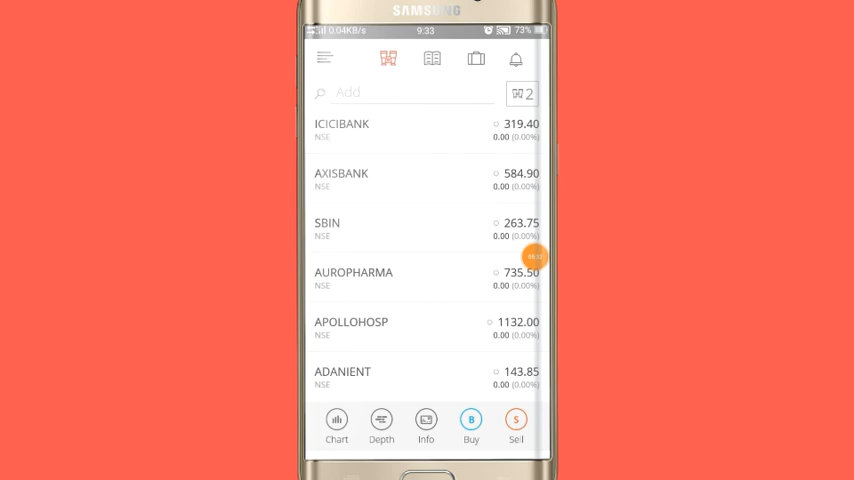 SAMSUNG
0.04KB/s 9:33 73%
Add 2
ICICIBANK 319.40
NSE 0.00 (0.00%)
AXISBANK 584.90
NSE 0.00 (0.00%)
SBIN 263.75
NSE 0.00 (0.00%)
AUROPHARMA 735.50
NSE 0.00 (0.00%)
APOLLOHOSP 1132.00
NSE 0.00 (0.00%)
ADANIENT 143.85
NSE 0.00 (0.00%)
B S
Chart Depth Info Buy Sell